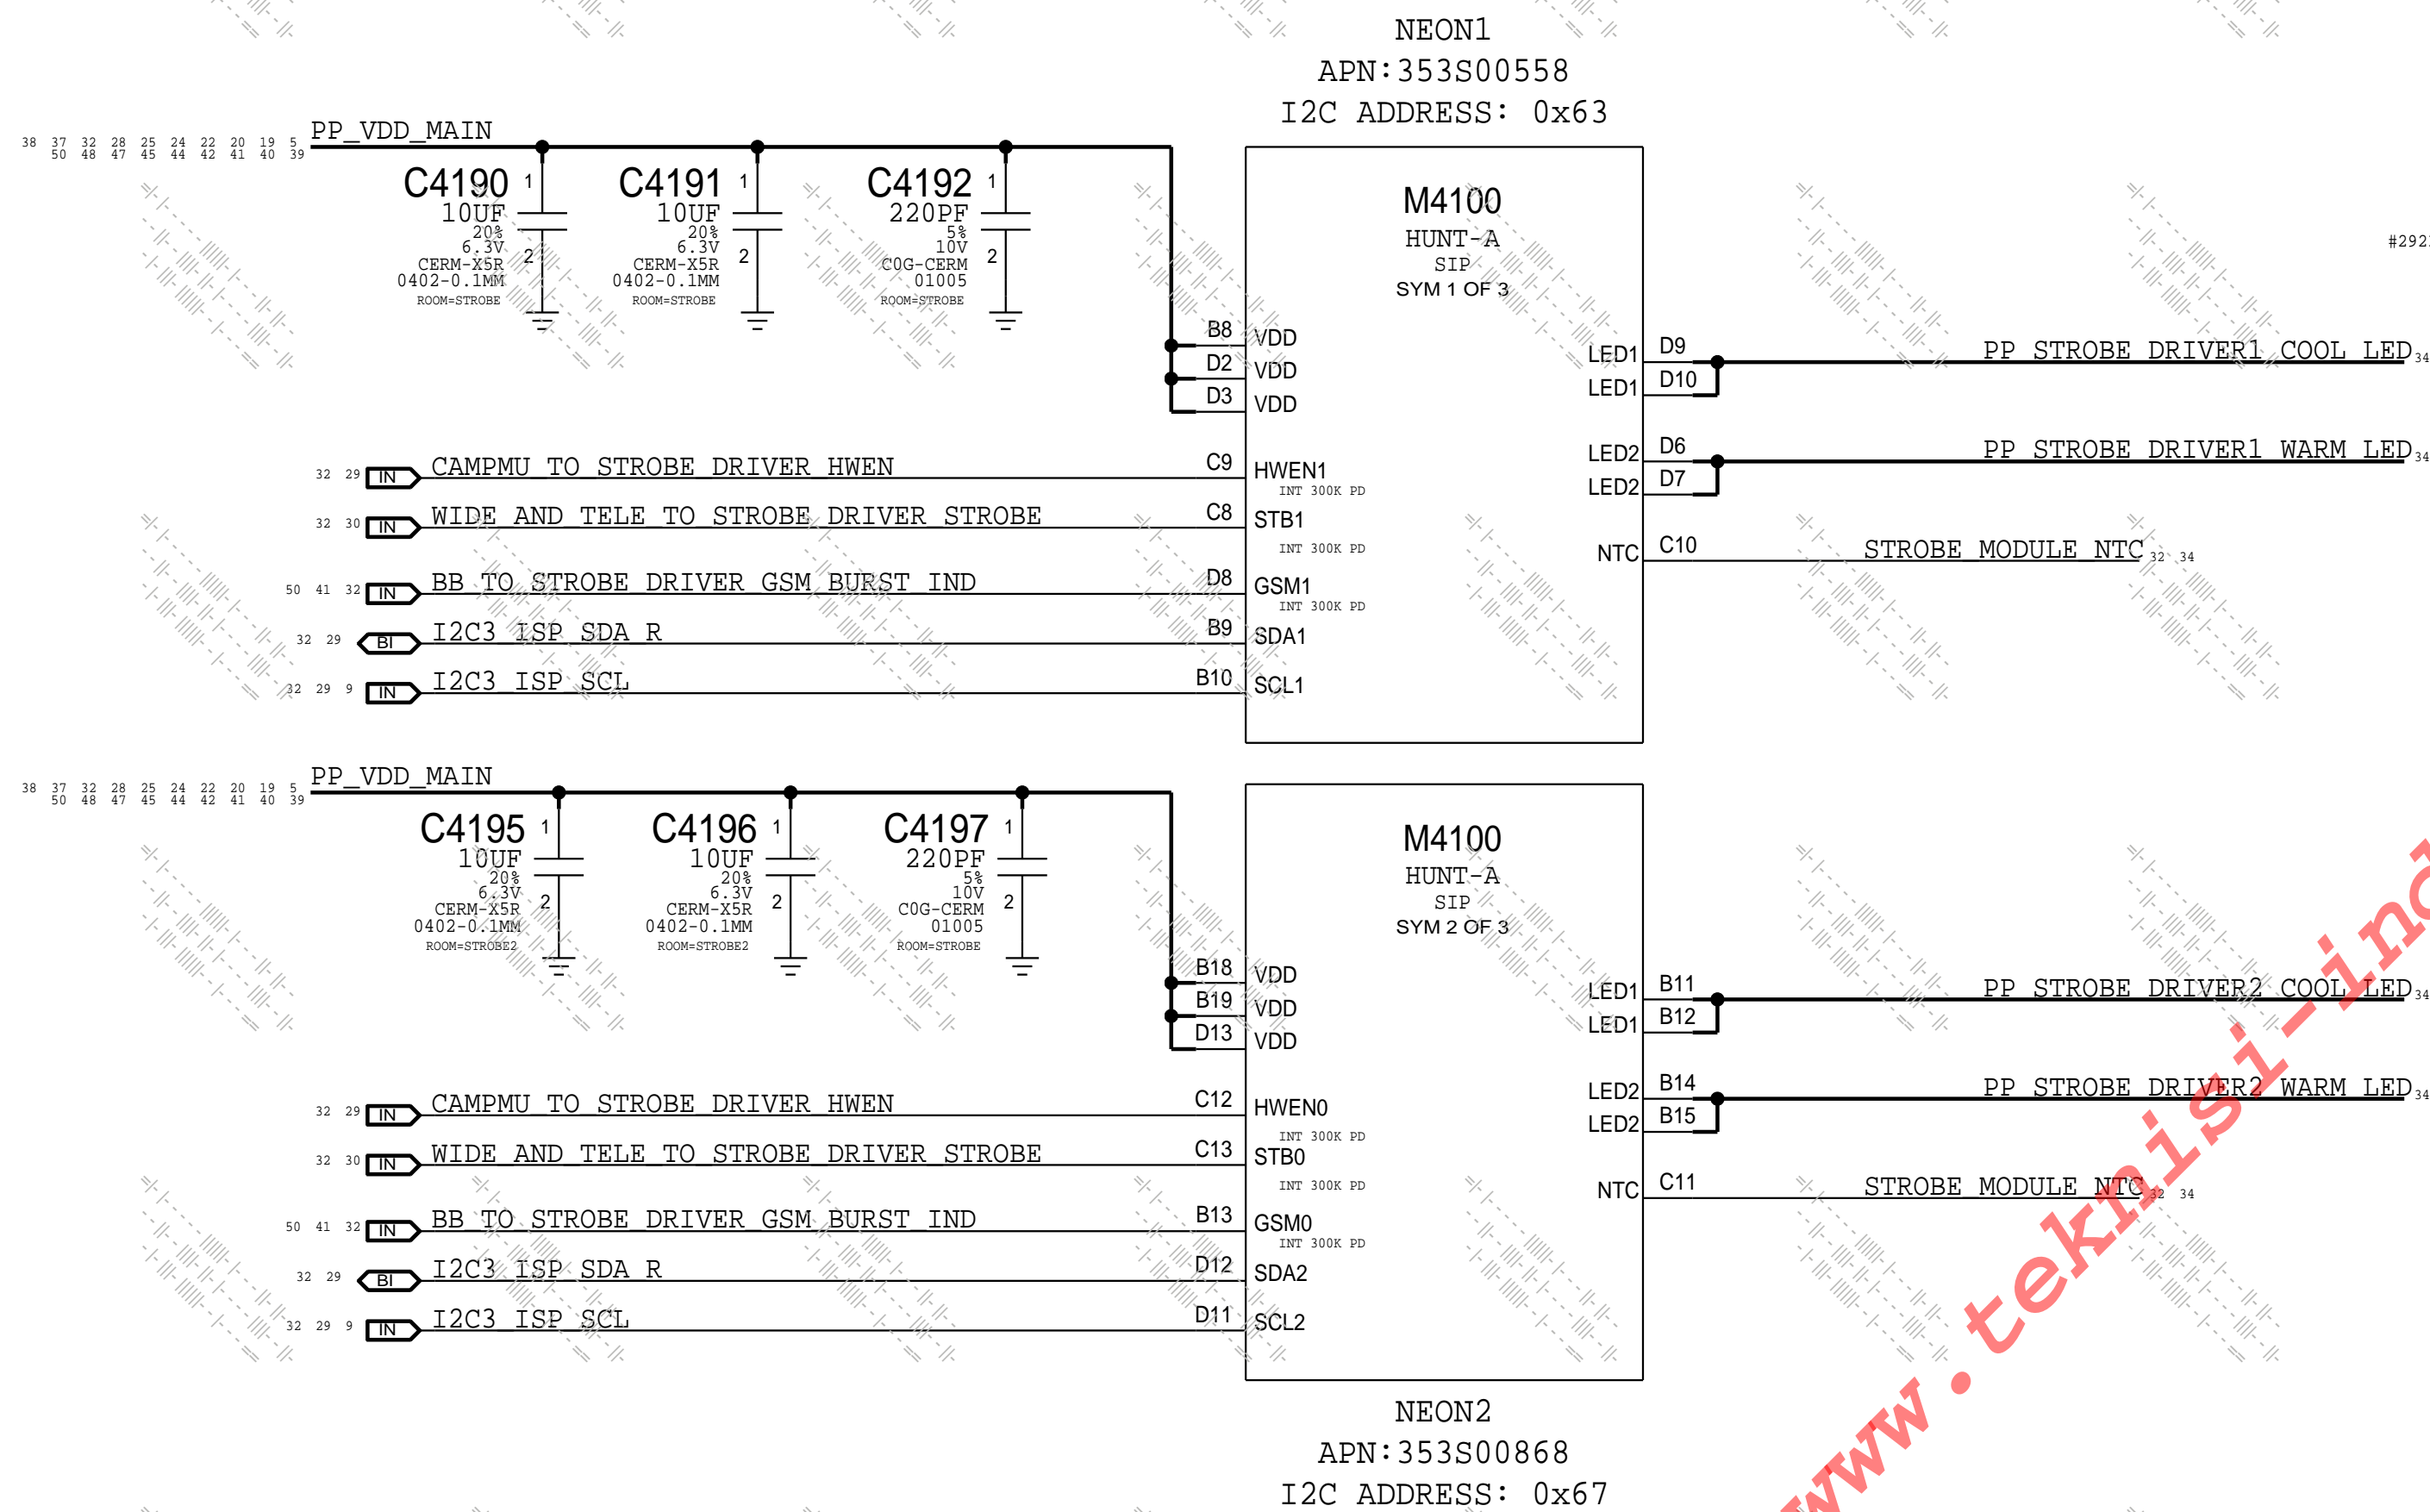 NEON1
APN:353S00558
I2C ADDRESS: 0x63
PP_VDD_MAIN
38 37 32 28 25 24 22 20 19 5
50 48 47 45 44 42 41 40 39
C4190 1
10UF
20%
6.3V
2
CERM-X5R
0402-0.1MM
ROOM=STROBE
C4191 1
10UF
20%
6.3V
2
CERM-X5R
0402-0.1MM
ROOM=STROBE
C4192 1
220PF
5%
10V
2
C0G-CERM
01005
ROOM=STROBE
M4100
HUNT-A
SIP
SYM 1 OF 3
B8 VDD
D2 VDD
D3 VDD
LED1 D9 PP_STROBE_DRIVER1_COOL_LED 34
LED1 D10
LED2 D6 PP_STROBE_DRIVER1_WARM_LED 34
LED2 D7
NTC C10 STROBE_MODULE_NTC 32 34
32 29 IN CAMPMU_TO_STROBE_DRIVER_HWEN C9 HWEN1
INT 300K PD
32 30 IN WIDE_AND_TELE_TO_STROBE_DRIVER_STROBE C8 STB1
INT 300K PD
50 41 32 IN BB_TO_STROBE_DRIVER_GSM_BURST_IND D8 GSM1
INT 300K PD
32 29 BI I2C3_ISP_SDA_R B9 SDA1
32 29 9 IN I2C3_ISP_SCL B10 SCL1
PP_VDD_MAIN
38 37 32 28 25 24 22 20 19 5
50 48 47 45 44 42 41 40 39
C4195 1
10UF
20%
6.3V
2
CERM-X5R
0402-0.1MM
ROOM=STROBE2
C4196 1
10UF
20%
6.3V
2
CERM-X5R
0402-0.1MM
ROOM=STROBE2
C4197 1
220PF
5%
10V
2
C0G-CERM
01005
ROOM=STROBE
M4100
HUNT-A
SIP
SYM 2 OF 3
B18 VDD
B19 VDD
D13 VDD
LED1 B11 PP_STROBE_DRIVER2_COOL_LED 34
LED1 B12
LED2 B14 PP_STROBE_DRIVER2_WARM_LED 34
LED2 B15
NTC C11 STROBE_MODULE_NTC 32 34
32 29 IN CAMPMU_TO_STROBE_DRIVER_HWEN C12 HWEN0
INT 300K PD
32 30 IN WIDE_AND_TELE_TO_STROBE_DRIVER_STROBE C13 STB0
INT 300K PD
50 41 32 IN BB_TO_STROBE_DRIVER_GSM_BURST_IND B13 GSM0
INT 300K PD
32 29 BI I2C3_ISP_SDA_R D12 SDA2
32 29 9 IN I2C3_ISP_SCL D11 SCL2
NEON2
APN:353S00868
I2C ADDRESS: 0x67
www.teknisi-ind